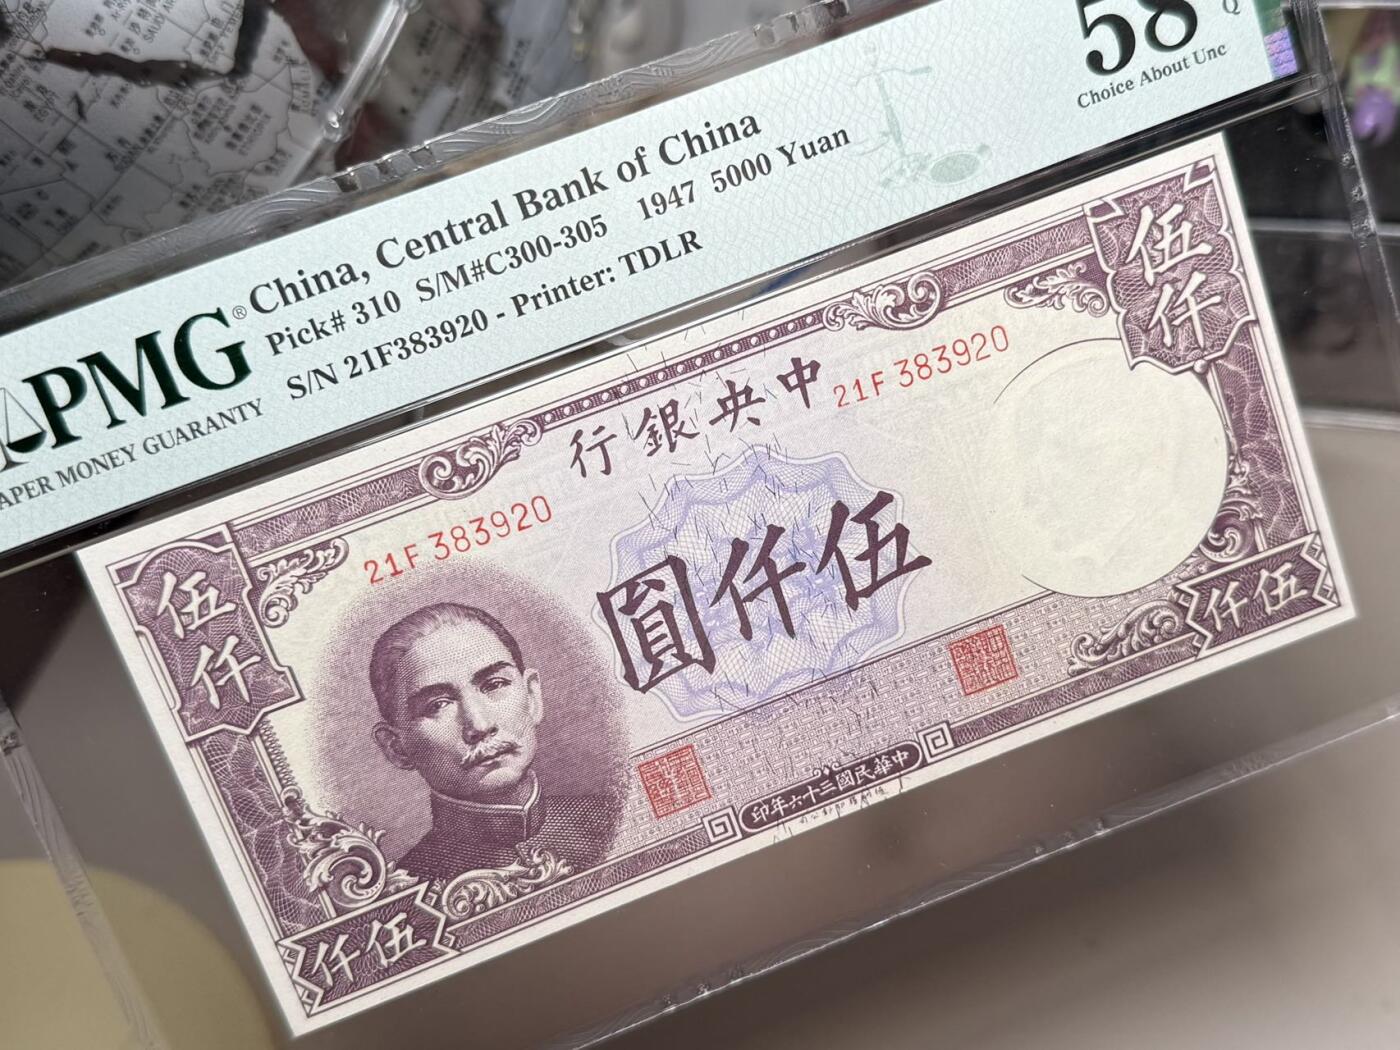 58 Q
Choice About Unc
China, Central Bank of China
Pick# 310 S/M#C300-305 1947 5000 Yuan
S/N 21F383920 - Printer: TDLR
PMG®
PAPER MONEY GUARANTY
伍仟
中央銀行
21F 383920
21F 383920
伍仟
伍仟圓
伍仟
中華民國三十六年印
伍仟